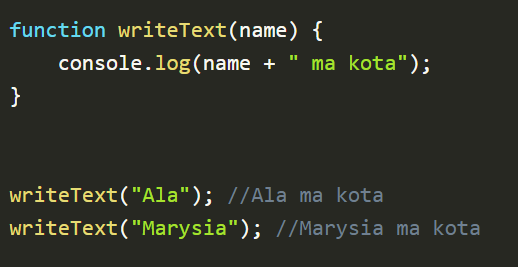 function writeText(name) {
    console.log(name + " ma kota");
}
writeText("Ala"); //Ala ma kota
writeText("Marysia"); //Marysia ma kota